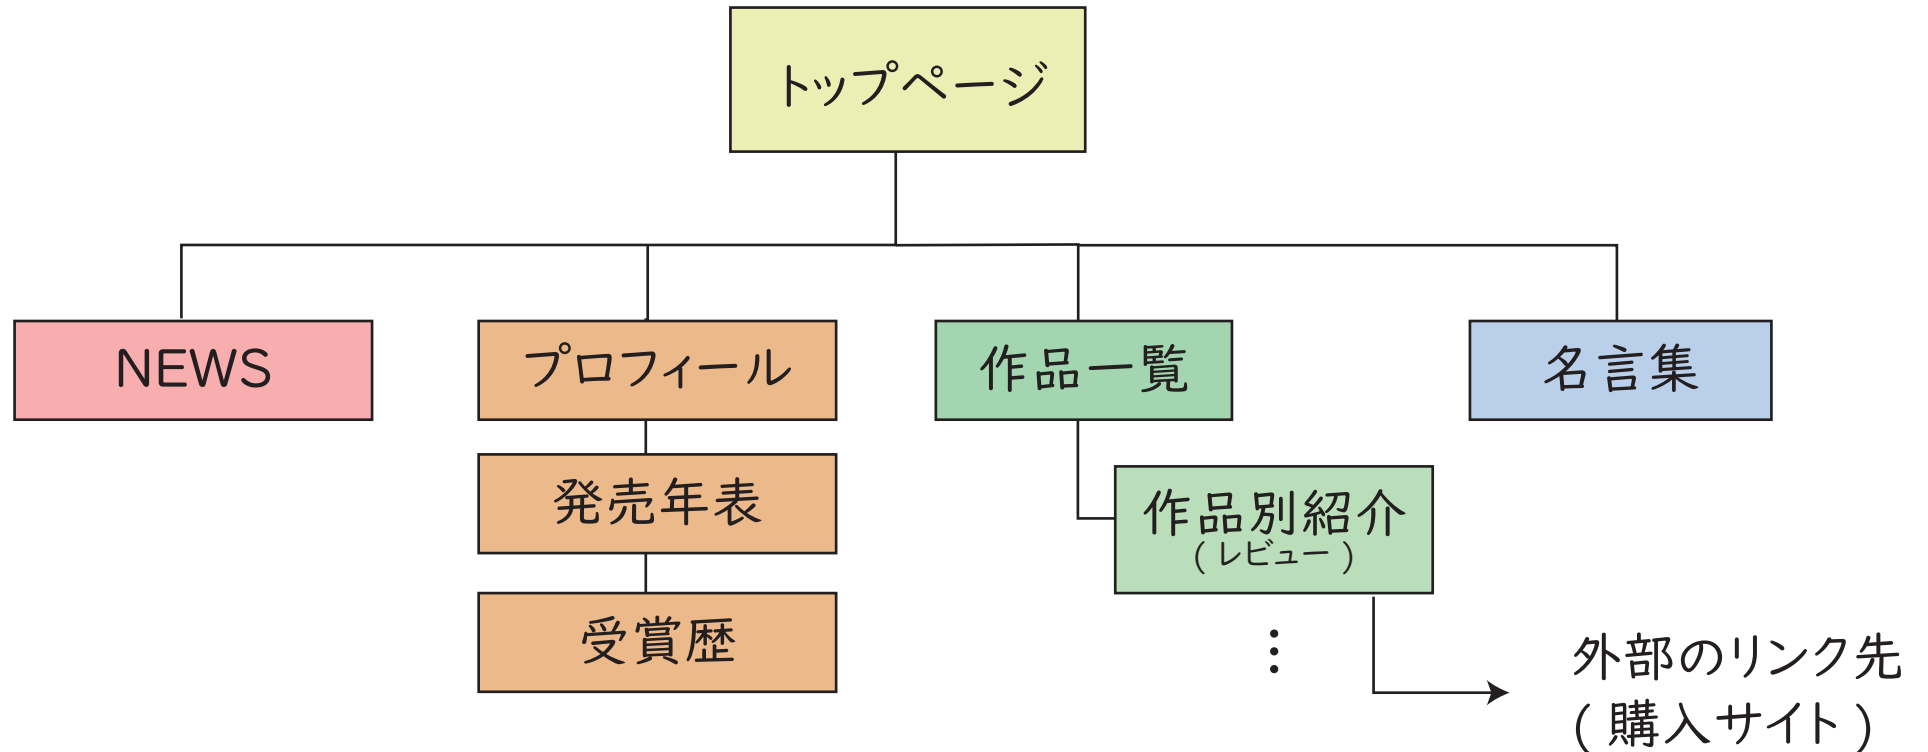 トップページ
NEWS
プロフィール
作品一覧
名言集
発売年表
作品別紹介
(レビュー)
受賞歴
外部のリンク先
(購入サイト)